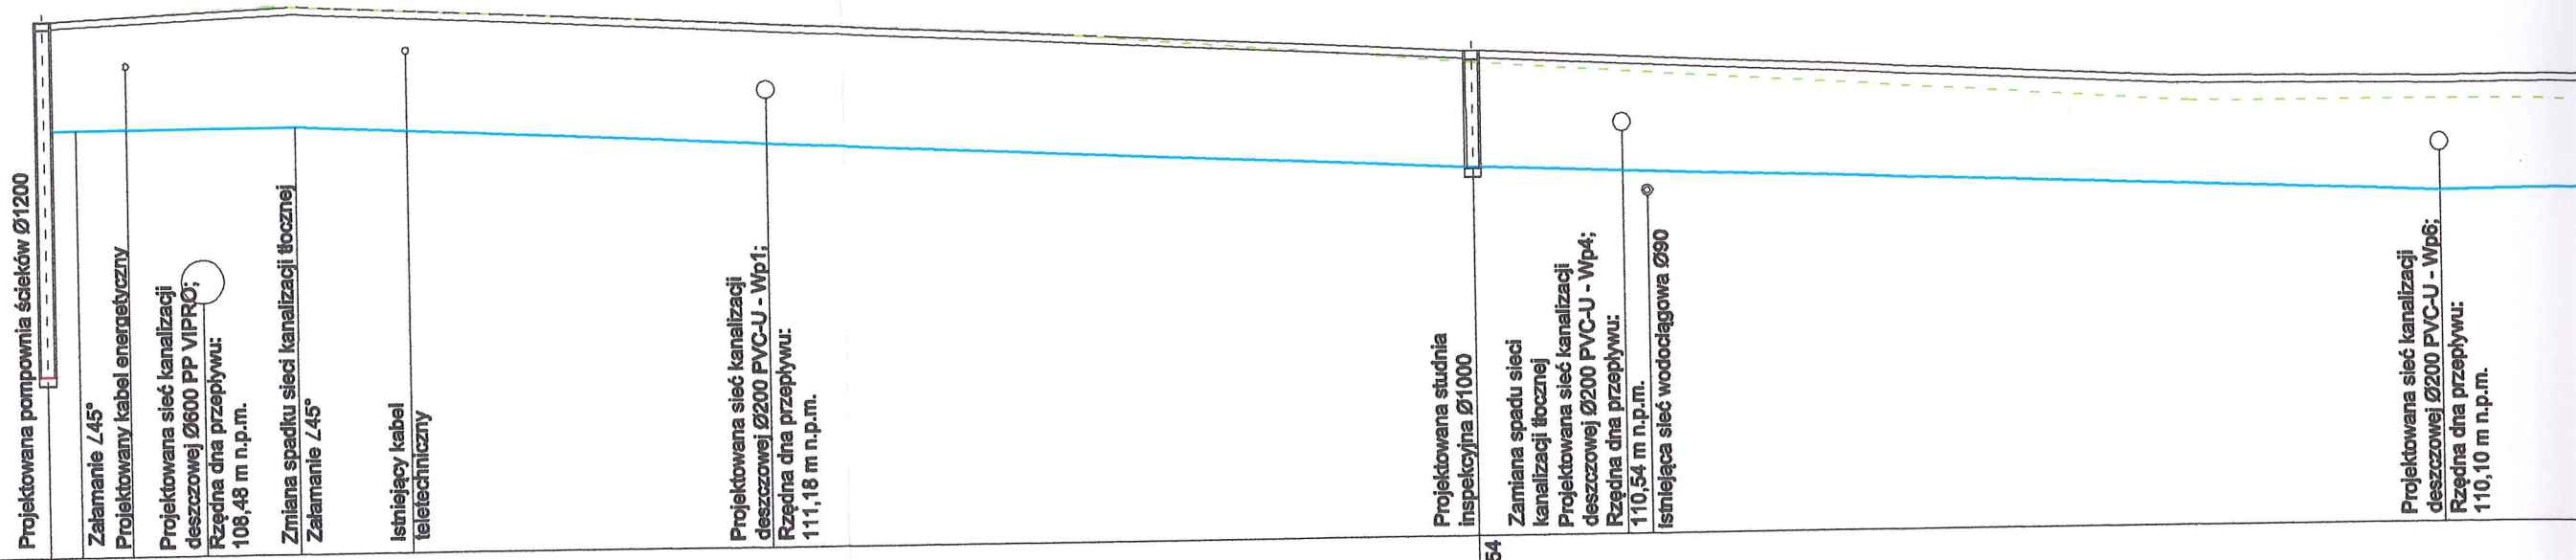 Projektowana pompownia ścieków Ø1200
Załamanie ∠45°
Projektowany kabel energetyczny
Projektowana sieć kanalizacji
deszczowej Ø600 PP VIPRO;
Rzędna dna przepływu:
108,48 m n.p.m.
Zmiana spadku sieci kanalizacji tłocznej
Załamanie ∠45°
Istniejący kabel
teletechniczny
Projektowana sieć kanalizacji
deszczowej Ø200 PVC-U - Wp1;
Rzędna dna przepływu:
111,18 m n.p.m.
Projektowana studnia
inspekcyjna Ø1000
54
Zamiana spadu sieci
kanalizacji tłocznej
Projektowana sieć kanalizacji
deszczowej Ø200 PVC-U - Wp4;
Rzędna dna przepływu:
110,54 m n.p.m.
Istniejąca sieć wodociągowa Ø90
Projektowana sieć kanalizacji
deszczowej Ø200 PVC-U - Wp6;
Rzędna dna przepływu:
110,10 m n.p.m.